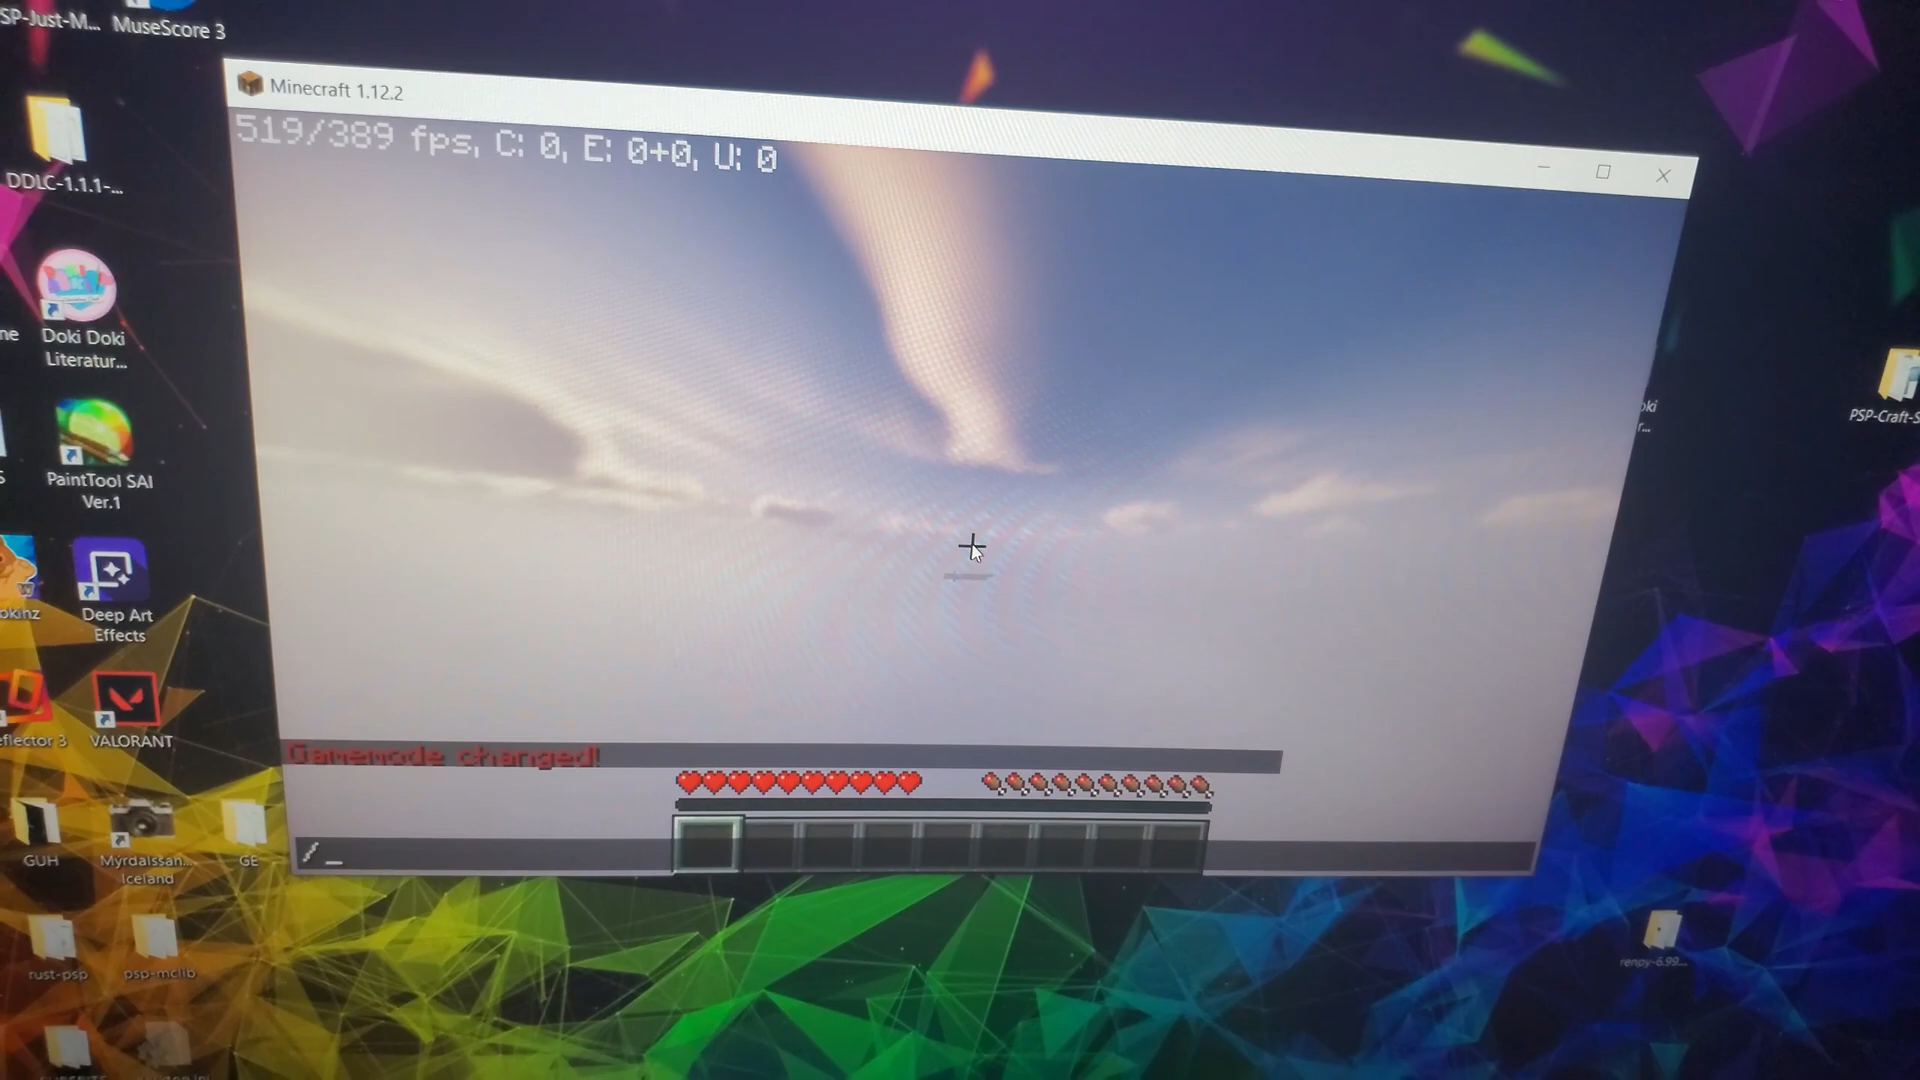 MuseScore 3
Minecraft 1.12.2
519/389 fps, C: 0, E: 0+0, U: 0
DDLC-1.1.1-...
Doki Doki
Literatur...
PaintTool SAI
Ver.1
Deep Art
Effects
VALORANT
PSP-Craft-S
Gamemode changed!
/_
GUH
Myrdalssan...
Iceland
GE
rust-psp
psp-mclib
renpy-6.99...